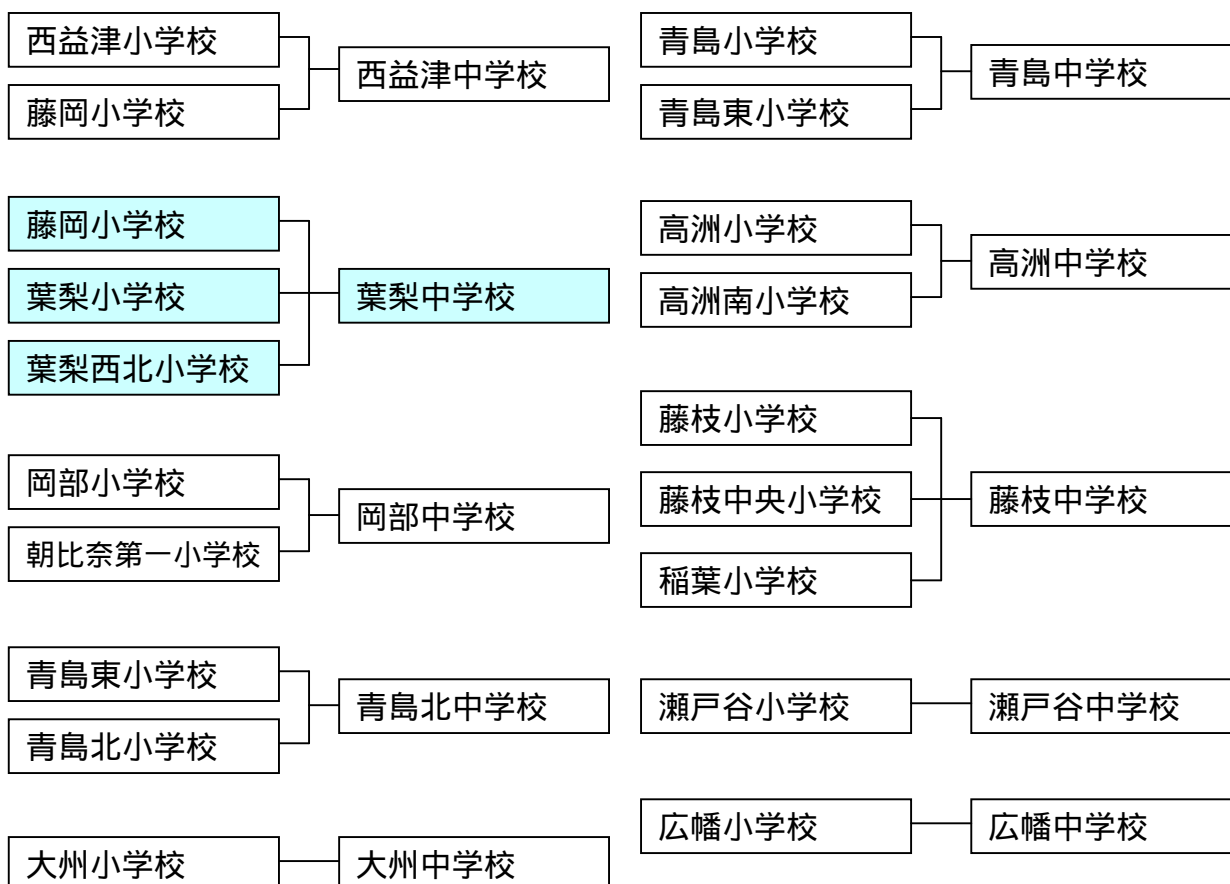 西益津小学校
藤岡小学校
西益津中学校
藤岡小学校
葉梨小学校
葉梨西北小学校
葉梨中学校
岡部小学校
朝比奈第一小学校
岡部中学校
青島東小学校
青島北小学校
青島北中学校
大州小学校
大州中学校
青島小学校
青島東小学校
青島中学校
高洲小学校
高洲南小学校
高洲中学校
藤枝小学校
藤枝中央小学校
稲葉小学校
藤枝中学校
瀬戸谷小学校
瀬戸谷中学校
広幡小学校
広幡中学校